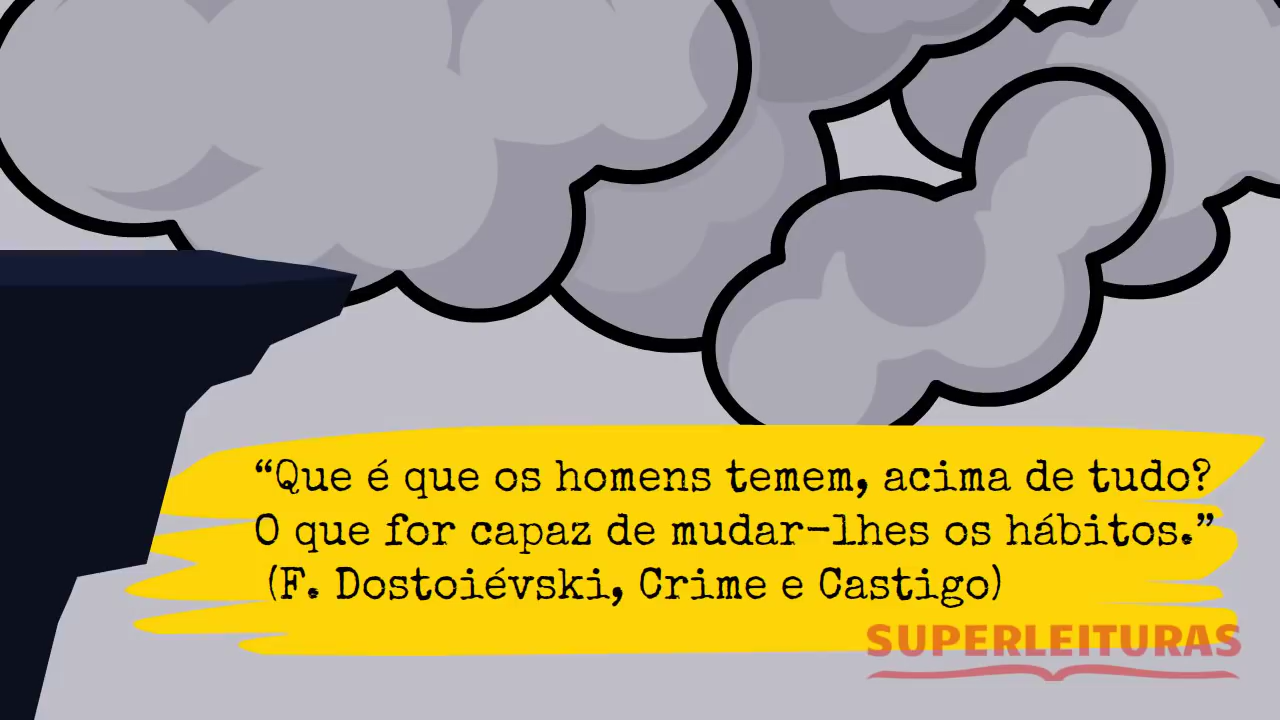 “Que é que os homens temem, acima de tudo?
O que for capaz de mudar-lhes os hábitos.”
(F. Dostoiévski, Crime e Castigo)
SUPERLEITURAS